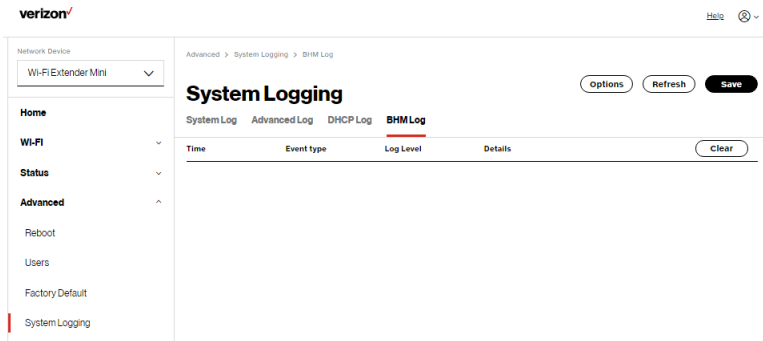 verizon✓
Help
Network Device
Wi-Fi Extender Mini
Home
Wi-Fi
Status
Advanced
Reboot
Users
Factory Default
System Logging
Advanced > System Logging > BHM Log
System Logging
Options Refresh Save
System Log Advanced Log DHCP Log BHM Log
Time Event type Log Level Details Clear